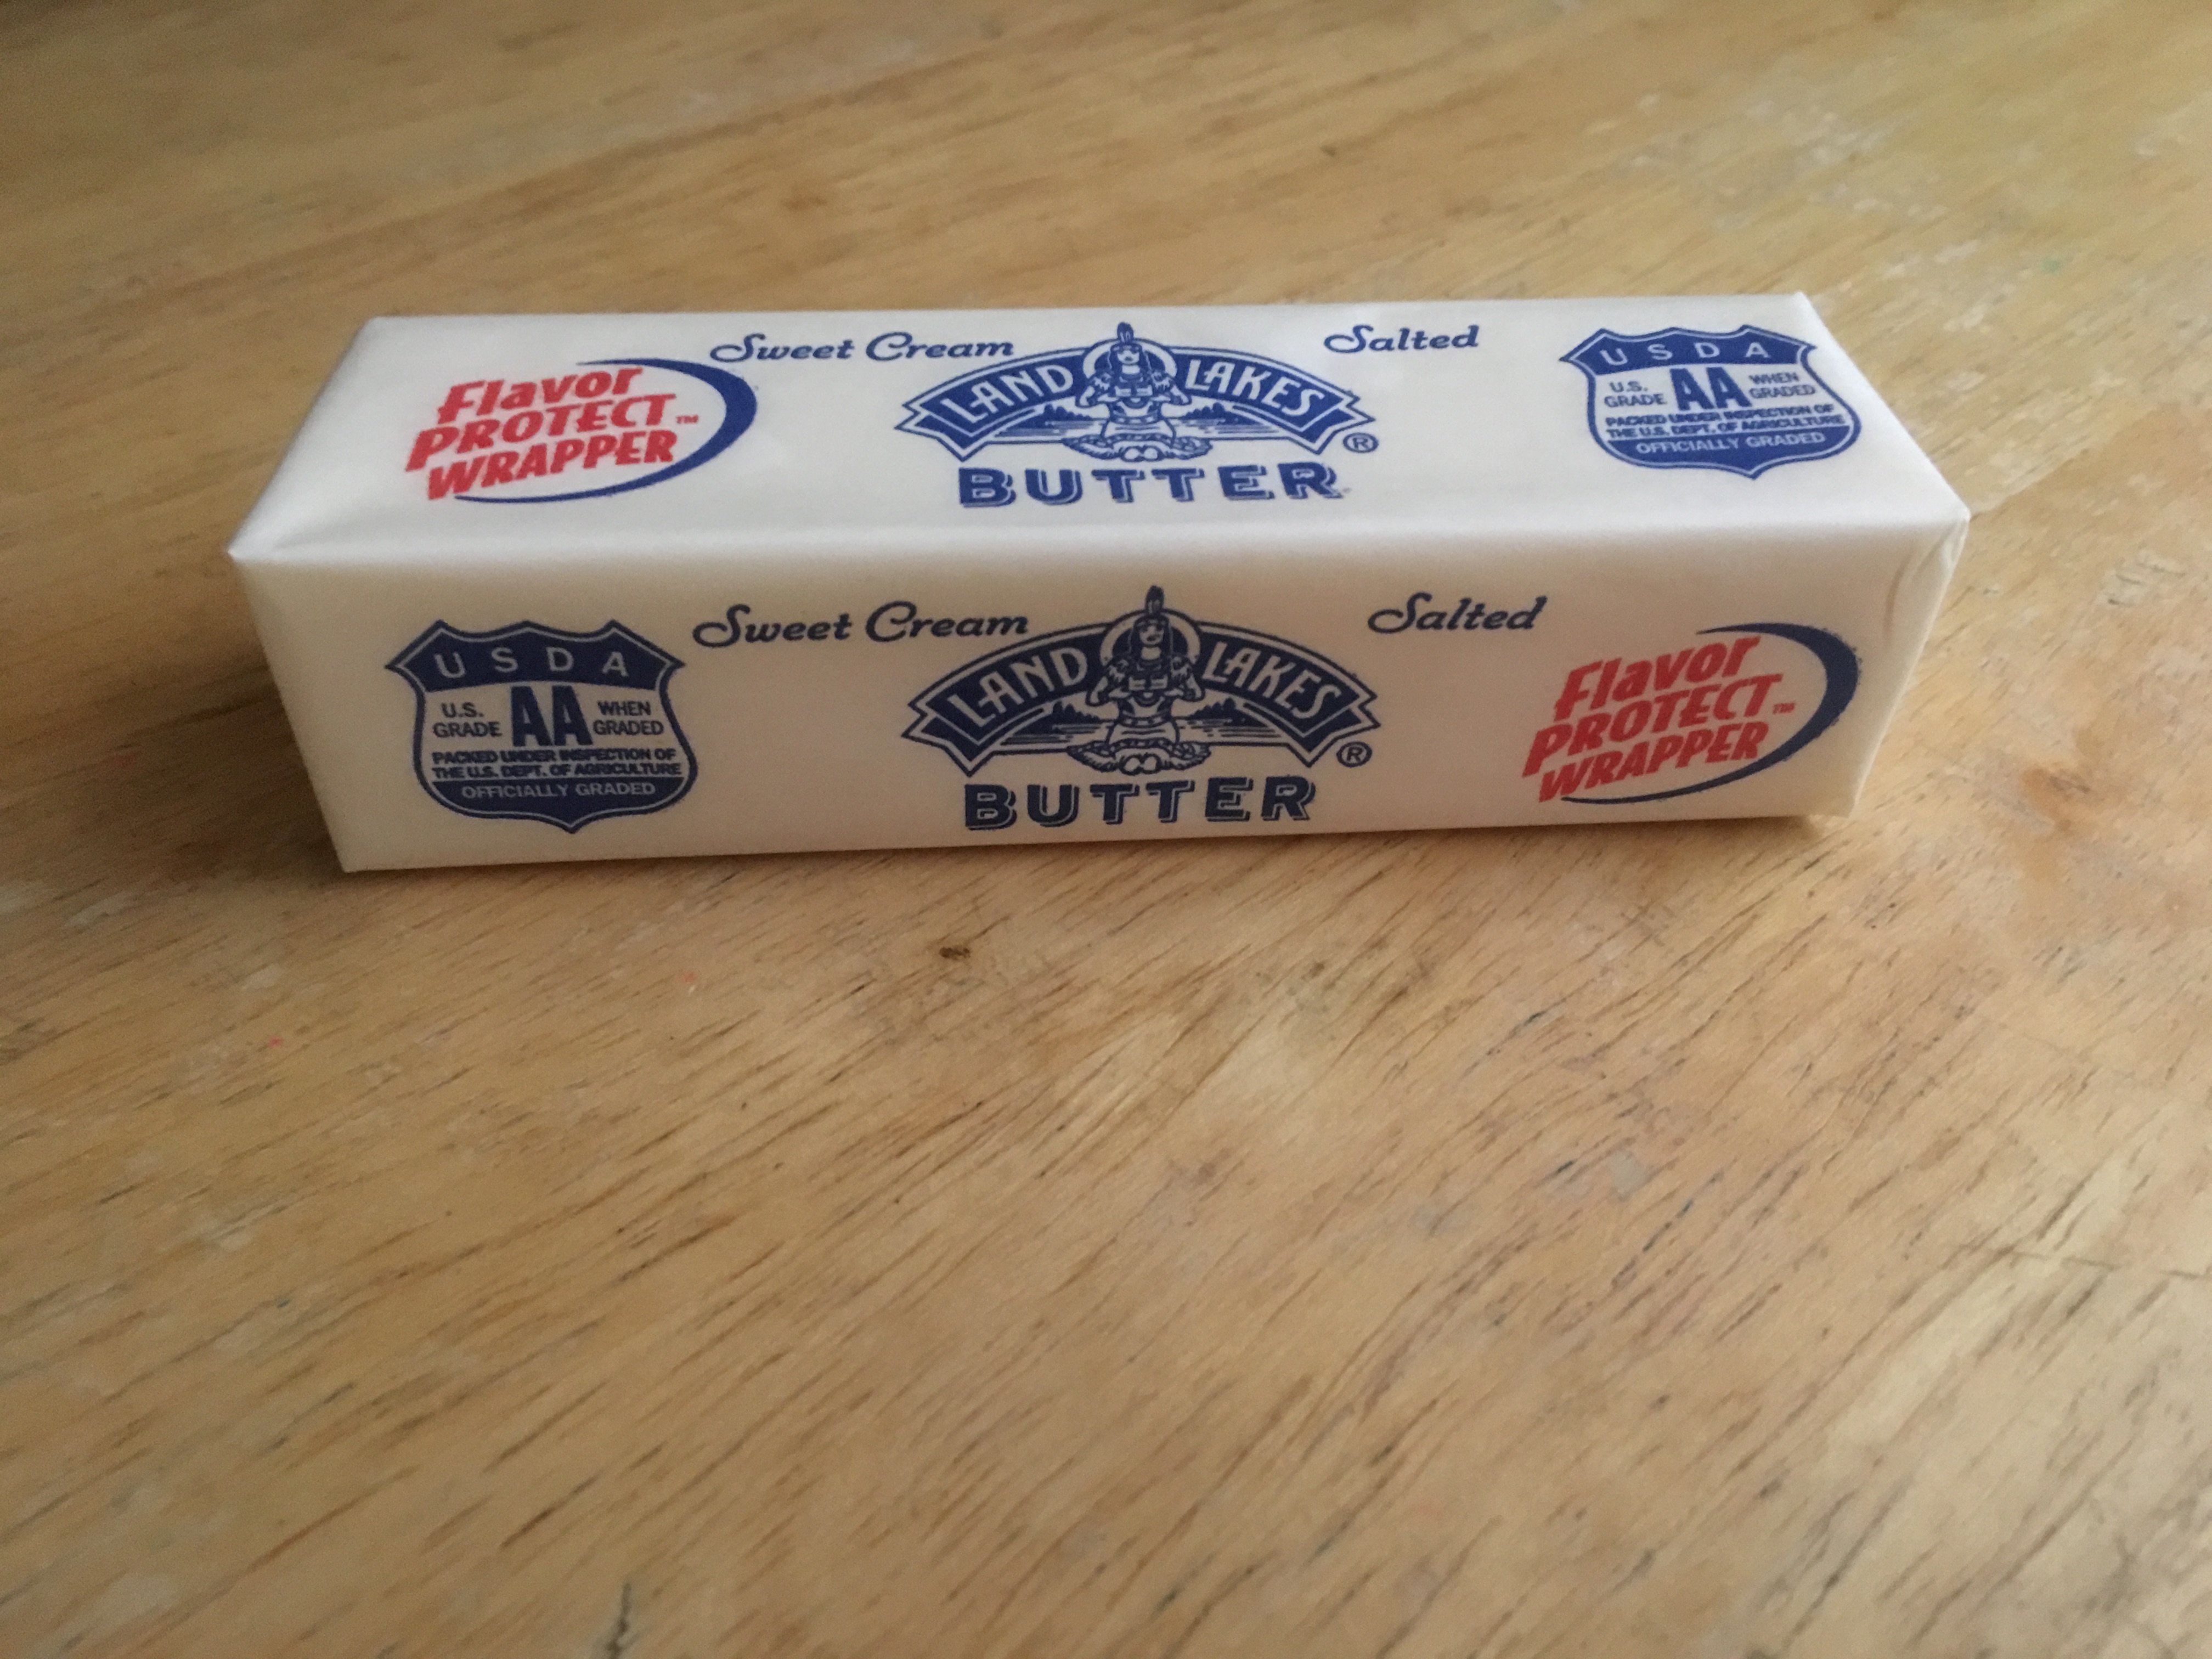 Sweet Cream
Salted
Flavor
PROTECT™
WRAPPER
LAND LAKES®
BUTTER
USDA
U.S. GRADE AA WHEN GRADED
PACKED UNDER INSPECTION OF
THE U.S. DEPT. OF AGRICULTURE
OFFICIALLY GRADED
Sweet Cream
Salted
USDA
U.S. GRADE AA WHEN GRADED
PACKED UNDER INSPECTION OF
THE U.S. DEPT. OF AGRICULTURE
OFFICIALLY GRADED
LAND LAKES®
BUTTER
Flavor
PROTECT™
WRAPPER